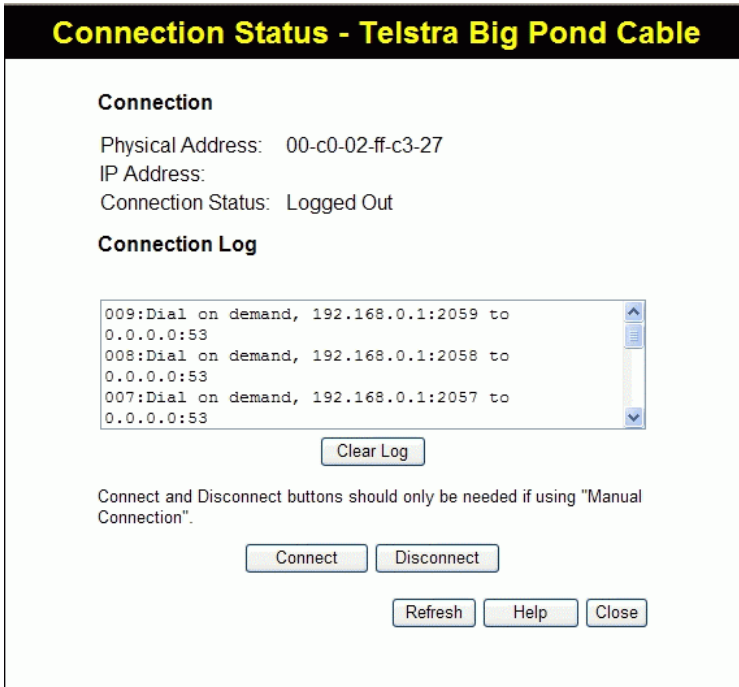 Connection Status - Telstra Big Pond Cable
Connection
Physical Address: 00-c0-02-ff-c3-27
IP Address:
Connection Status: Logged Out
Connection Log
009:Dial on demand, 192.168.0.1:2059 to
0.0.0.0:53
008:Dial on demand, 192.168.0.1:2058 to
0.0.0.0:53
007:Dial on demand, 192.168.0.1:2057 to
0.0.0.0:53
Clear Log
Connect and Disconnect buttons should only be needed if using "Manual
Connection".
Connect Disconnect
Refresh Help Close